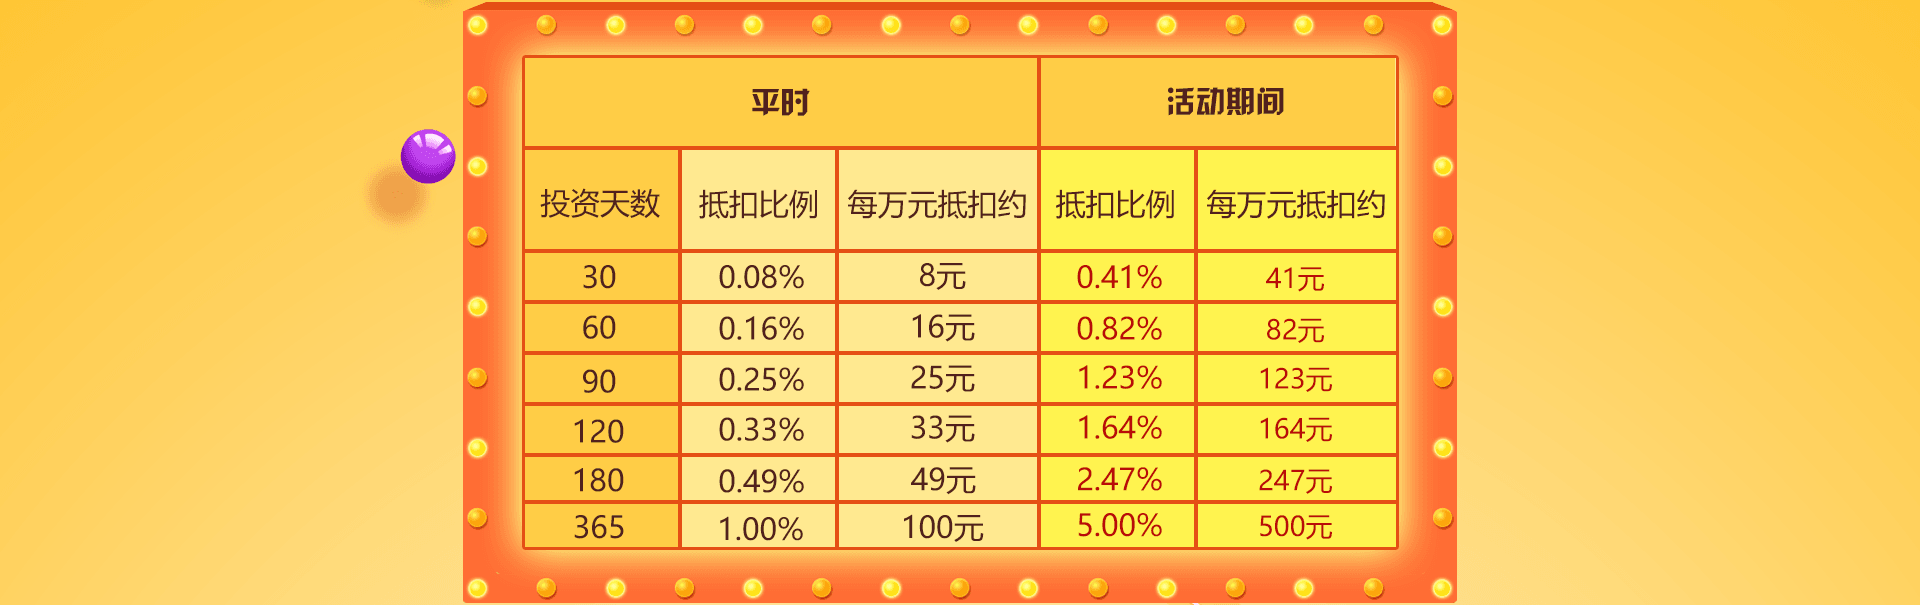 平时 活动期间
投资天数 抵扣比例 每万元抵扣约 抵扣比例 每万元抵扣约
30 0.08% 8元 0.41% 41元
60 0.16% 16元 0.82% 82元
90 0.25% 25元 1.23% 123元
120 0.33% 33元 1.64% 164元
180 0.49% 49元 2.47% 247元
365 1.00% 100元 5.00% 500元